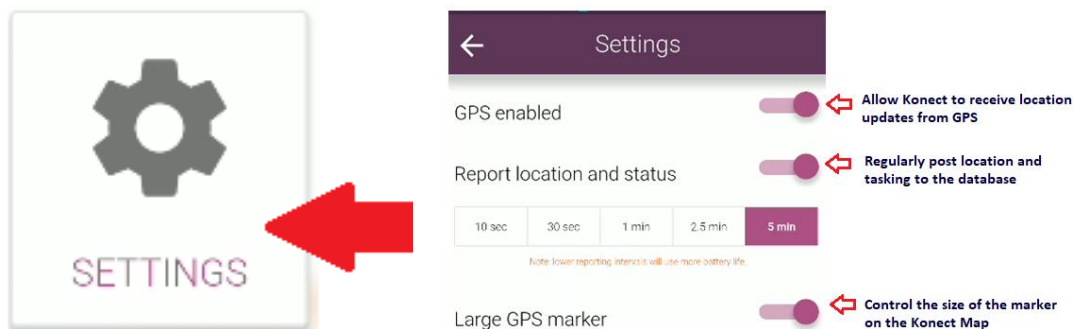 SETTINGS
Settings
GPS enabled
Allow Konect to receive location
updates from GPS
Report location and status
Regularly post location and
tasking to the database
10 sec 30 sec 1 min 2.5 min 5 min
Note: lower reporting intervals will use more battery life.
Large GPS marker
Control the size of the marker
on the Konect Map